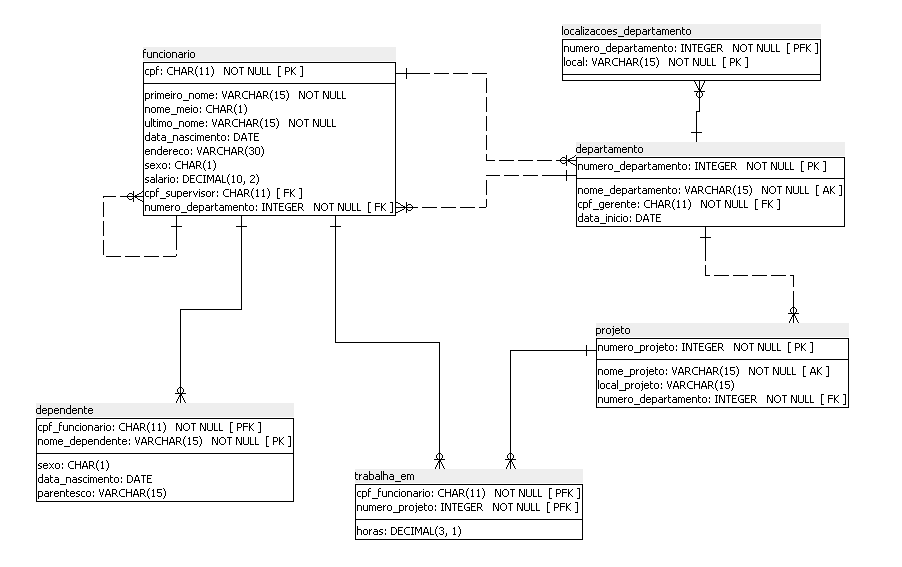 localizacoes_departamento
numero_departamento: INTEGER NOT NULL [ PFK ]
local: VARCHAR(15) NOT NULL [ PK ]
funcionario
cpf: CHAR(11) NOT NULL [ PK ]
primeiro_nome: VARCHAR(15) NOT NULL
nome_meio: CHAR(1)
ultimo_nome: VARCHAR(15) NOT NULL
data_nascimento: DATE
endereco: VARCHAR(30)
sexo: CHAR(1)
salario: DECIMAL(10, 2)
cpf_supervisor: CHAR(11) [ FK ]
numero_departamento: INTEGER NOT NULL [ FK ]
departamento
numero_departamento: INTEGER NOT NULL [ PK ]
nome_departamento: VARCHAR(15) NOT NULL [ AK ]
cpf_gerente: CHAR(11) NOT NULL [ FK ]
data_inicio: DATE
projeto
numero_projeto: INTEGER NOT NULL [ PK ]
nome_projeto: VARCHAR(15) NOT NULL [ AK ]
local_projeto: VARCHAR(15)
numero_departamento: INTEGER NOT NULL [ FK ]
dependente
cpf_funcionario: CHAR(11) NOT NULL [ PFK ]
nome_dependente: VARCHAR(15) NOT NULL [ PK ]
sexo: CHAR(1)
data_nascimento: DATE
parentesco: VARCHAR(15)
trabalha_em
cpf_funcionario: CHAR(11) NOT NULL [ PFK ]
numero_projeto: INTEGER NOT NULL [ PFK ]
horas: DECIMAL(3, 1)